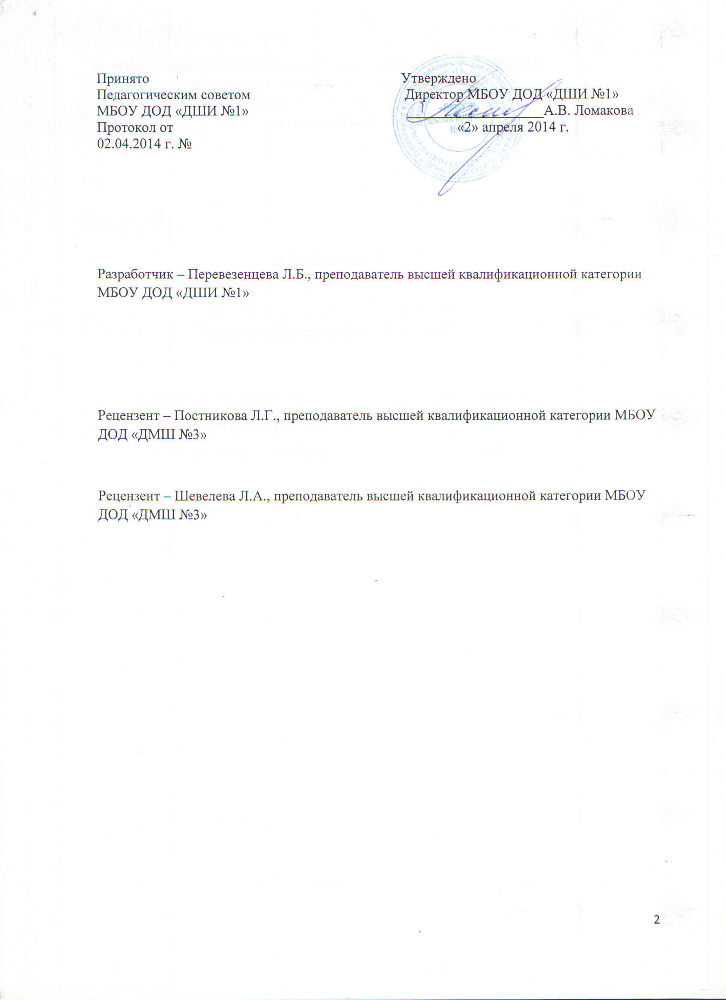 Принято
Педагогическим советом
МБОУ ДОД «ДШИ №1»
Протокол от
02.04.2014 г. №
Утверждено
Директор МБОУ ДОД «ДШИ №1»
А.В. Ломакова
«2» апреля 2014 г.
Разработчик – Перевезенцева Л.Б., преподаватель высшей квалификационной категории
МБОУ ДОД «ДШИ №1»
Рецензент – Постникова Л.Г., преподаватель высшей квалификационной категории МБОУ
ДОД «ДМШ №3»
Рецензент – Шевелева Л.А., преподаватель высшей квалификационной категории МБОУ
ДОД «ДМШ №3»
2